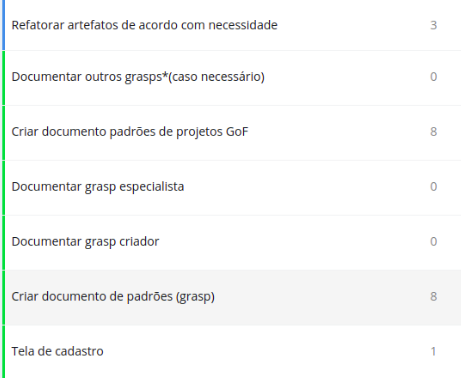 Refatorar artefatos de acordo com necessidade 3
Documentar outros grasps*(caso necessário) 0
Criar documento padrões de projetos GoF 8
Documentar grasp especialista 0
Documentar grasp criador 0
Criar documento de padrões (grasp) 8
Tela de cadastro 1